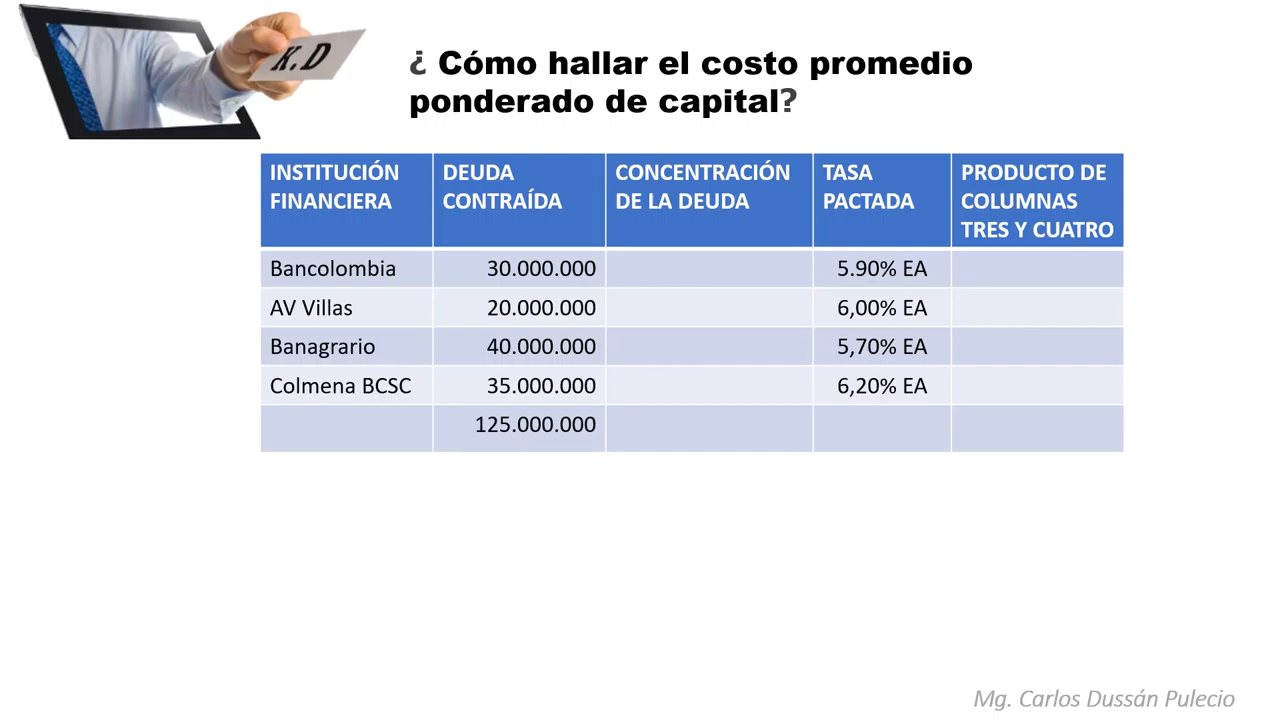 K.D
¿ Cómo hallar el costo promedio
ponderado de capital?
INSTITUCIÓN FINANCIERA | DEUDA CONTRAÍDA | CONCENTRACIÓN DE LA DEUDA | TASA PACTADA | PRODUCTO DE COLUMNAS TRES Y CUATRO
Bancolombia 30.000.000 5.90% EA
AV Villas 20.000.000 6,00% EA
Banagrario 40.000.000 5,70% EA
Colmena BCSC 35.000.000 6,20% EA
125.000.000
Mg. Carlos Dussán Pulecio